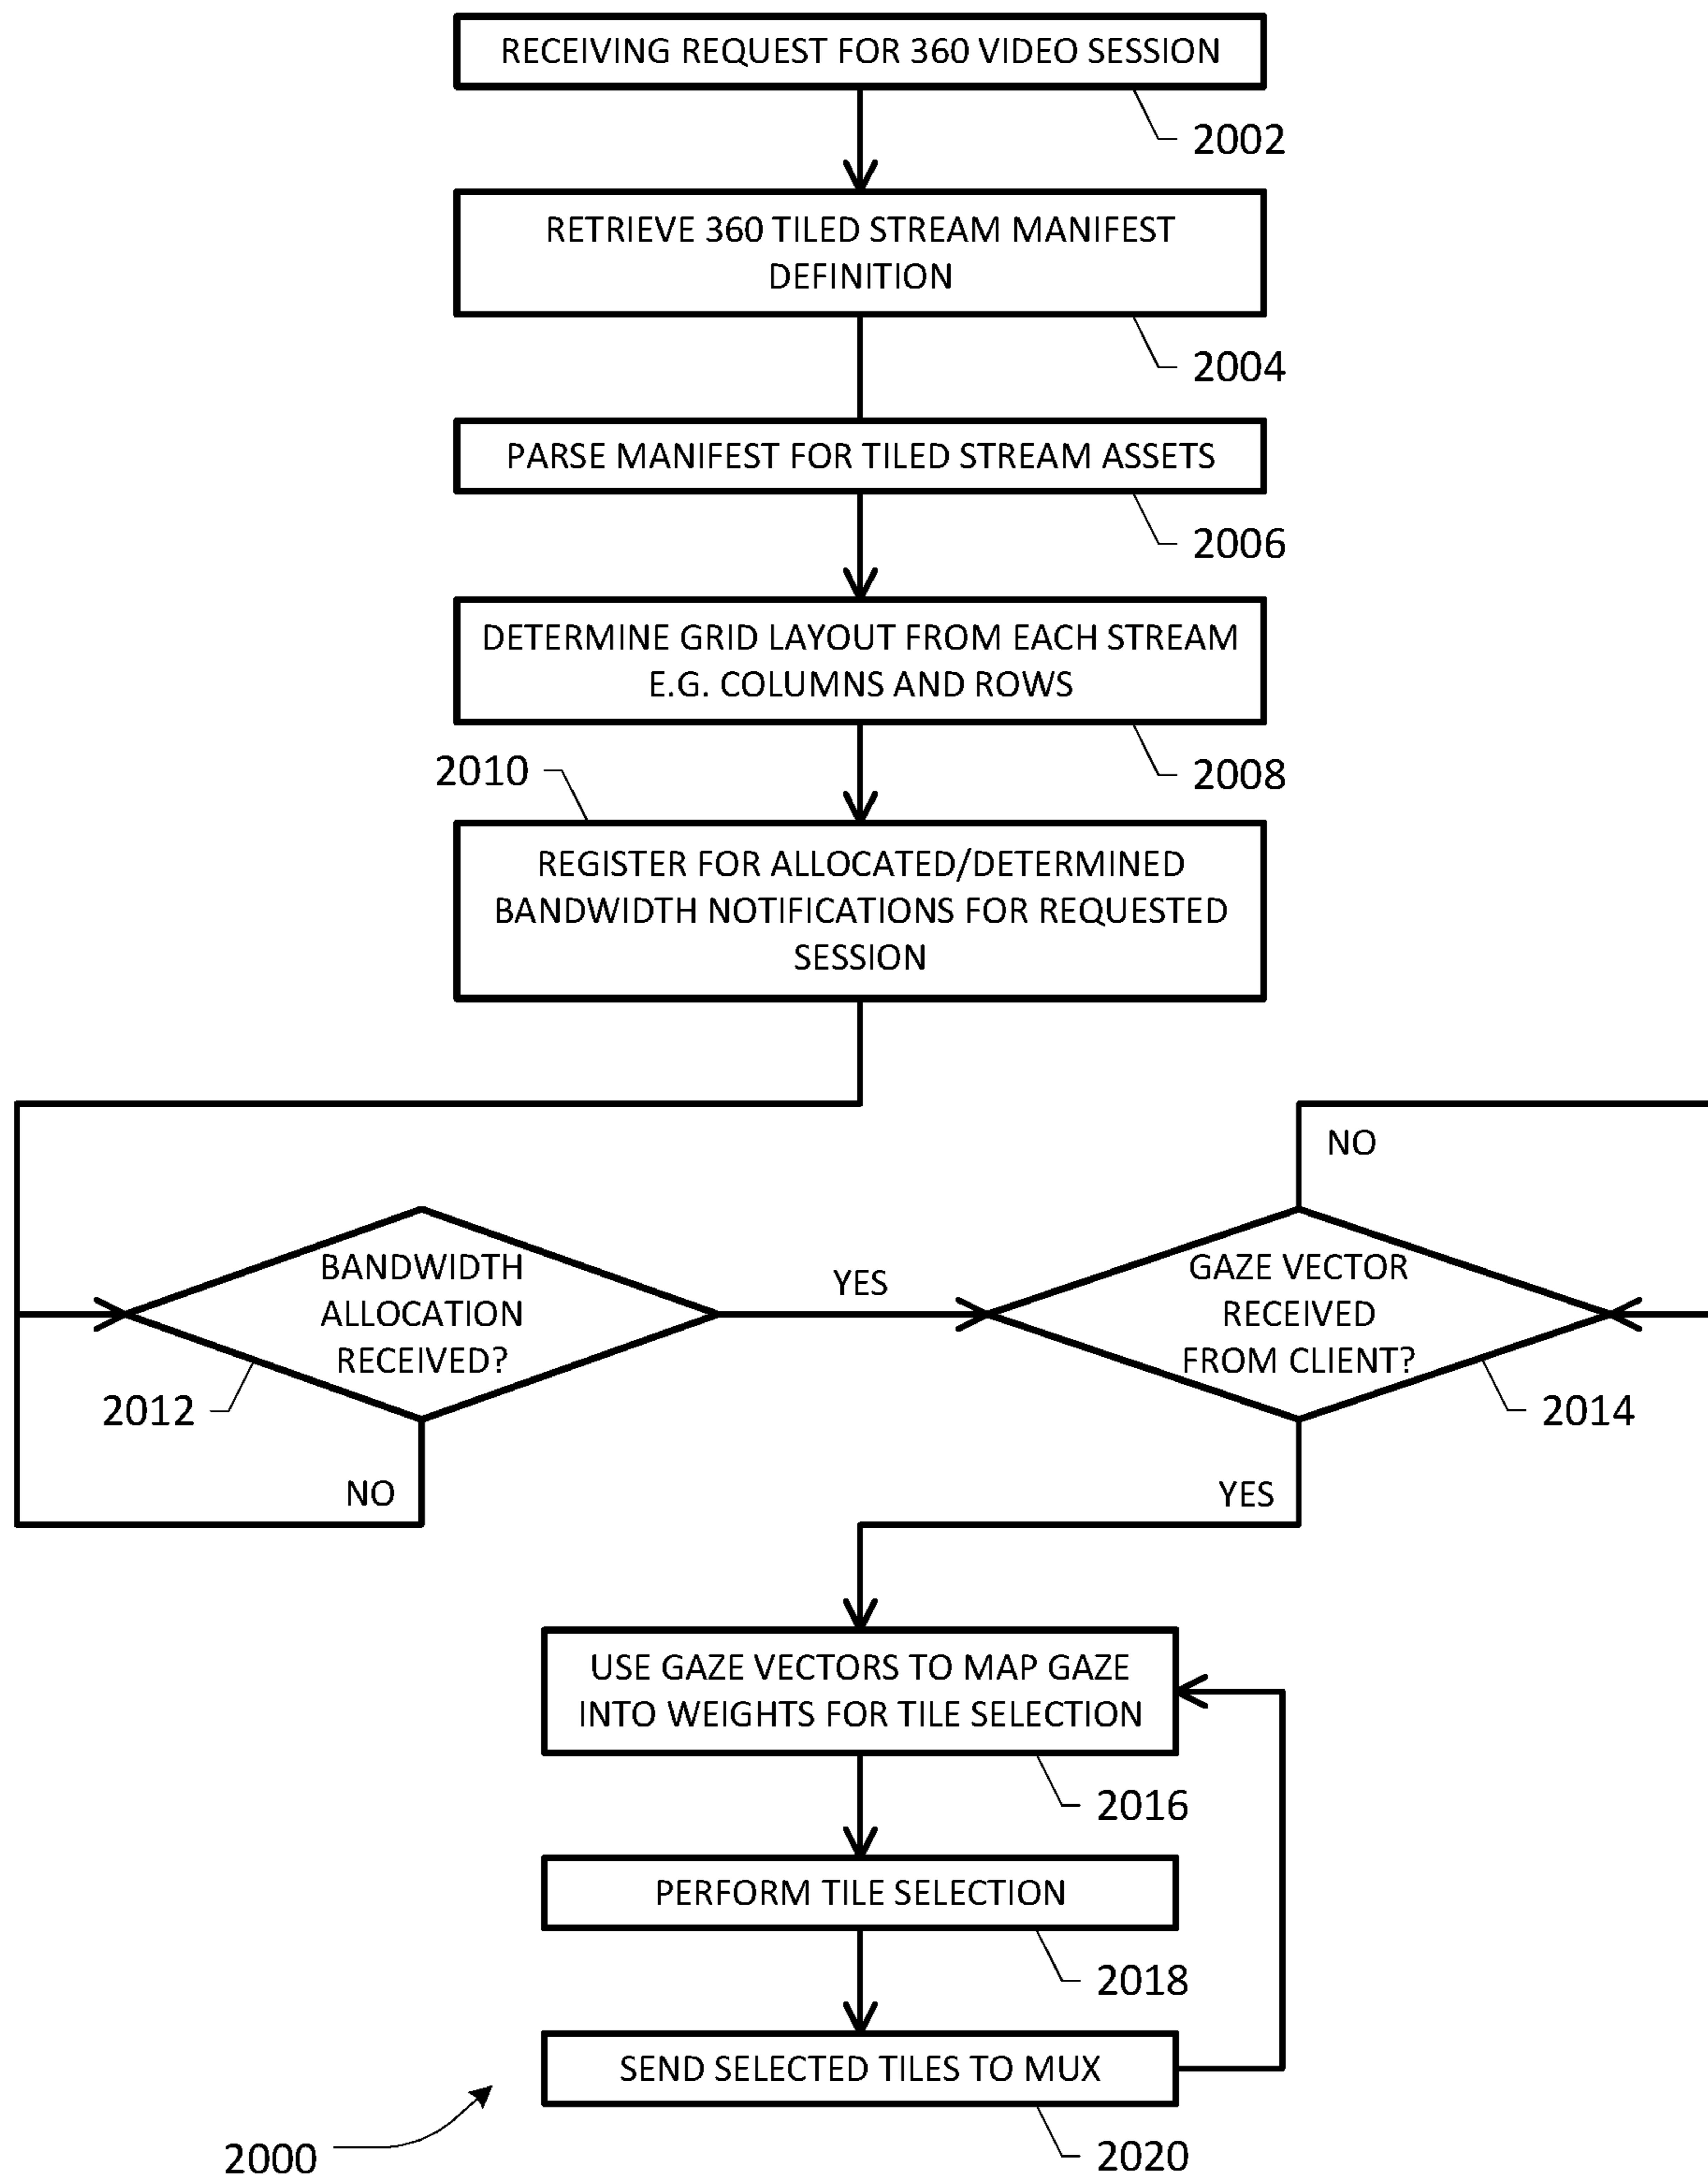 RECEIVING REQUEST FOR 360 VIDEO SESSION
2002
RETRIEVE 360 TILED STREAM MANIFEST
DEFINITION
2004
PARSE MANIFEST FOR TILED STREAM ASSETS
2006
DETERMINE GRID LAYOUT FROM EACH STREAM
E.G. COLUMNS AND ROWS
2008
2010
REGISTER FOR ALLOCATED/DETERMINED
BANDWIDTH NOTIFICATIONS FOR REQUESTED
SESSION
BANDWIDTH
ALLOCATION
RECEIVED?
2012
NO
YES
NO
GAZE VECTOR
RECEIVED
FROM CLIENT?
2014
YES
USE GAZE VECTORS TO MAP GAZE
INTO WEIGHTS FOR TILE SELECTION
2016
PERFORM TILE SELECTION
2018
SEND SELECTED TILES TO MUX
2020
2000